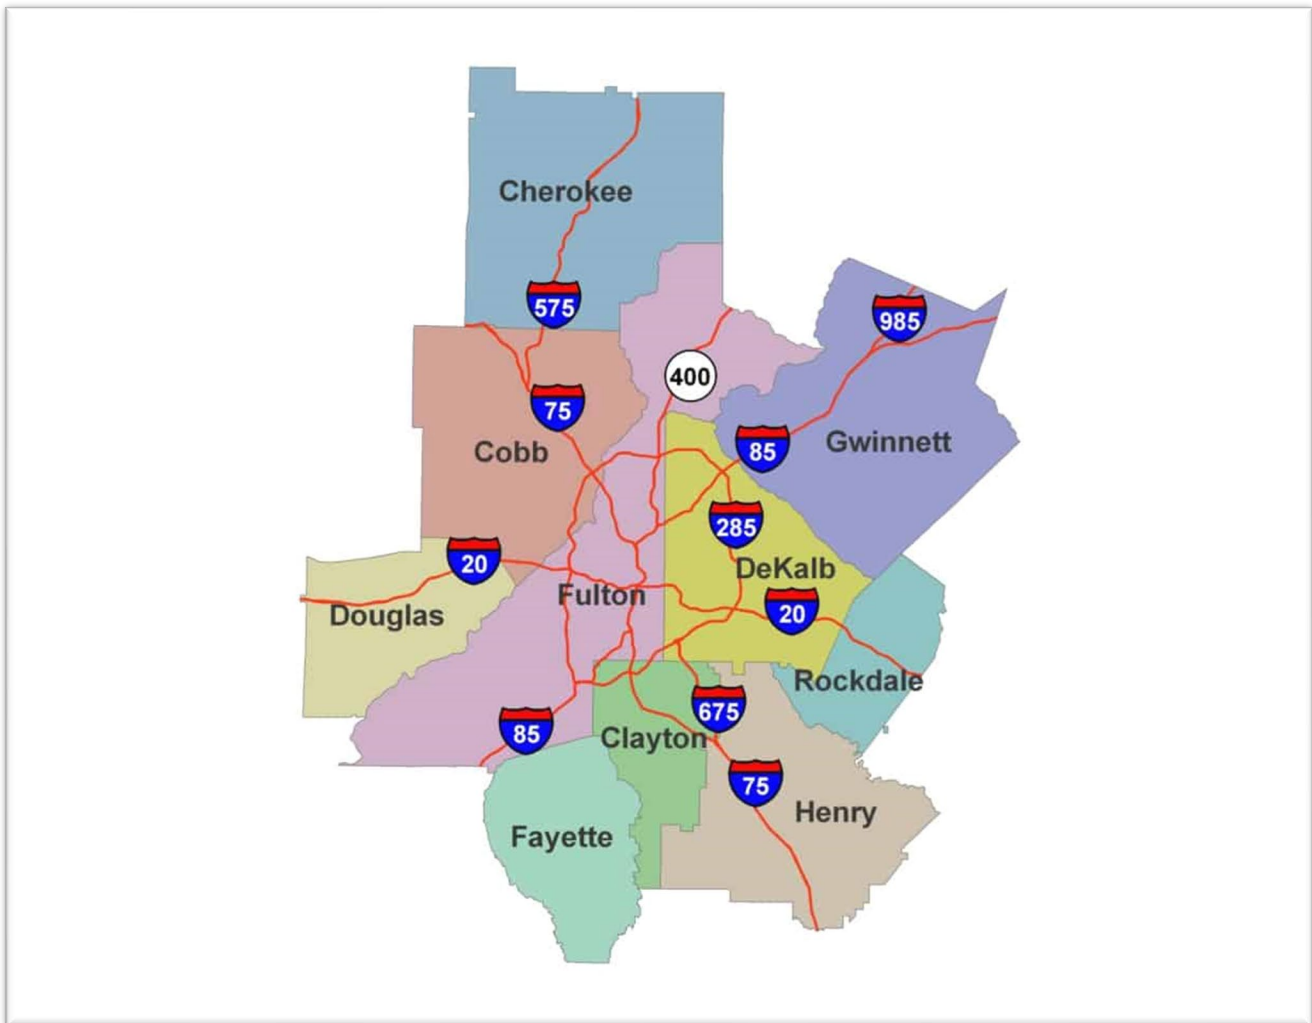 Cherokee
575
985
400
75
Cobb
85
Gwinnett
285
20
DeKalb
Fulton
20
Douglas
Rockdale
675
85
Clayton
75
Henry
Fayette